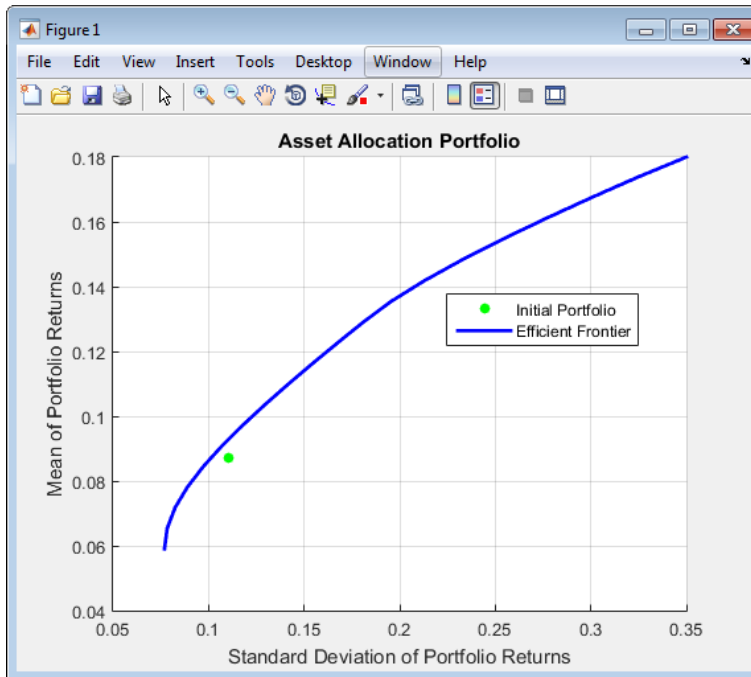 Figure 1
File Edit View Insert Tools Desktop Window Help
Asset Allocation Portfolio
0.18
0.16
0.14
0.12
0.1
0.08
0.06
0.04
Mean of Portfolio Returns
Initial Portfolio
Efficient Frontier
0.05 0.1 0.15 0.2 0.25 0.3 0.35
Standard Deviation of Portfolio Returns